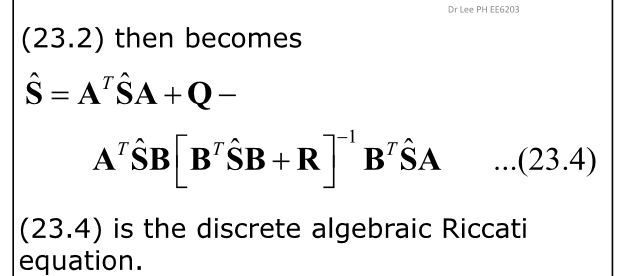 Dr Lee PH EE6203
(23.2) then becomes
Ŝ = AᵀŜA + Q −
AᵀŜB[BᵀŜB + R]⁻¹ BᵀŜA ...(23.4)
(23.4) is the discrete algebraic Riccati
equation.